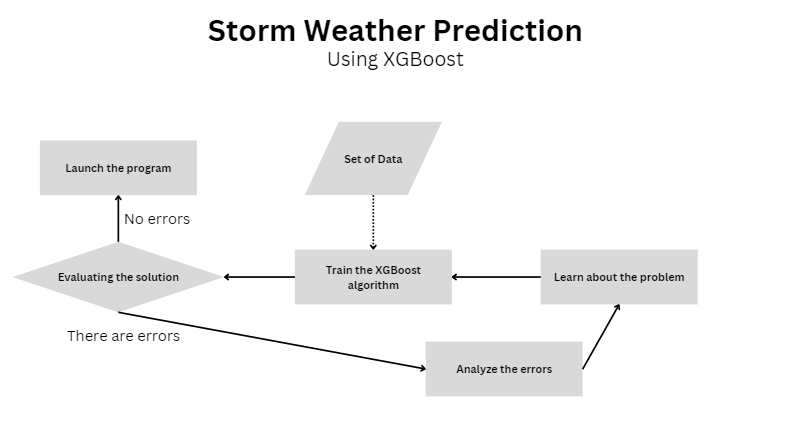 Storm Weather Prediction
Using XGBoost
Set of Data
Launch the program
No errors
Evaluating the solution
Train the XGBoost
algorithm
Learn about the problem
There are errors
Analyze the errors